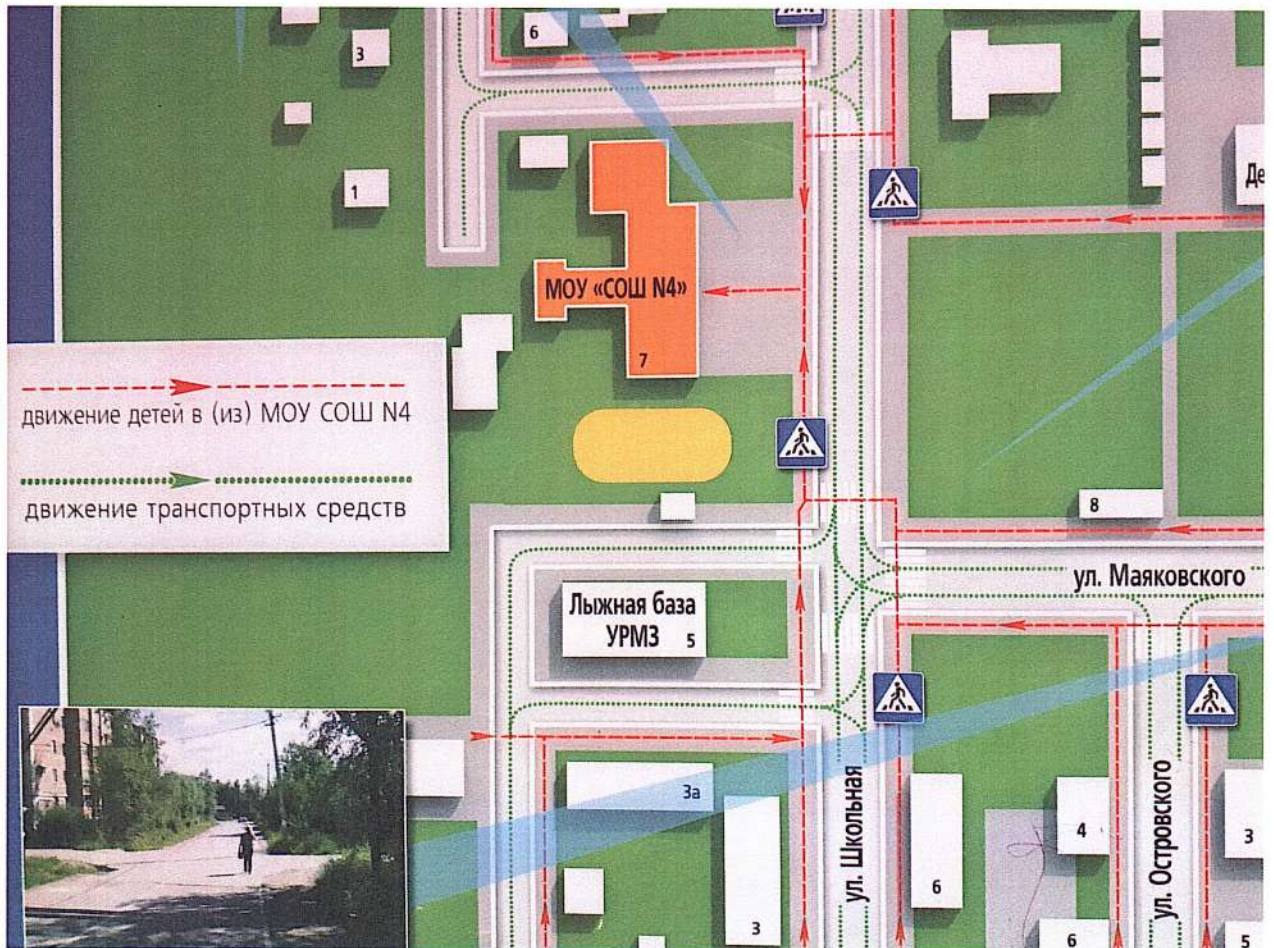 6
3
1
Де
МОУ «СОШ N4»
7
движение детей в (из) МОУ СОШ N4
движение транспортных средств
8
ул. Маяковского
Лыжная база
УРМЗ 5
3а
3
ул. Школьная
6
4
6
ул. Островского
3
5